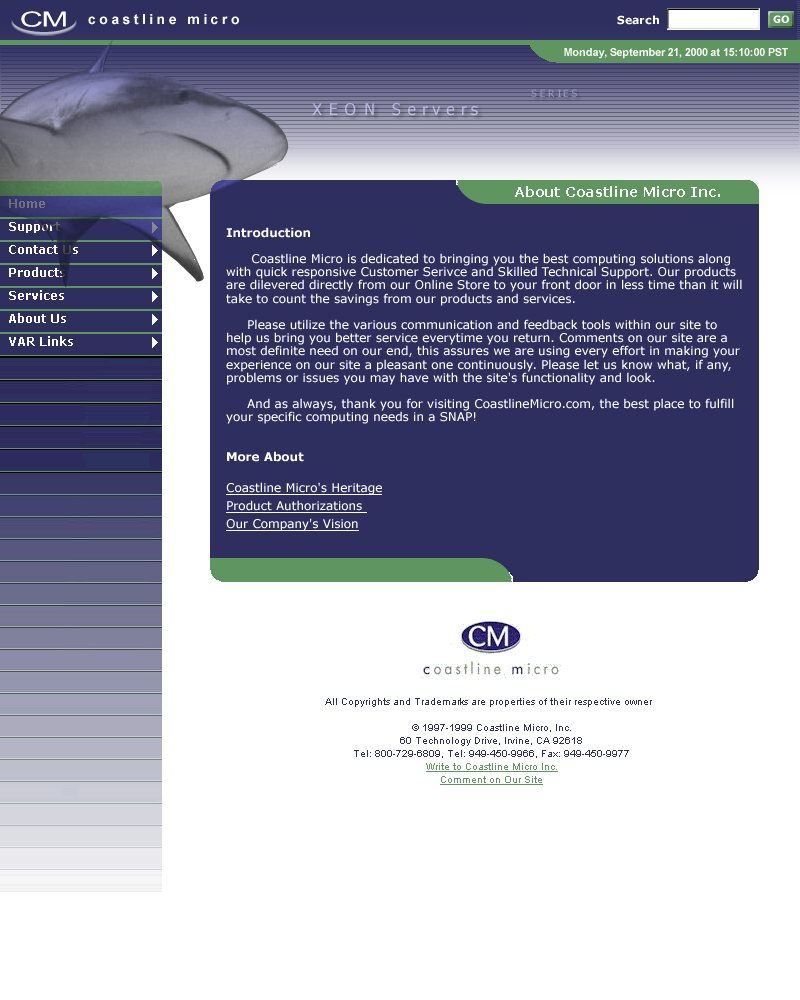 CM coastline micro
Search
GO
Monday, September 21, 2000 at 15:10:00 PST
SERIES
XEON Servers
Home
Support
Contact Us
Products
Services
About Us
VAR Links
About Coastline Micro Inc.
Introduction
Coastline Micro is dedicated to bringing you the best computing solutions along
with quick responsive Customer Serivce and Skilled Technical Support. Our products
are dilevered directly from our Online Store to your front door in less time than it will
take to count the savings from our products and services.
Please utilize the various communication and feedback tools within our site to
help us bring you better service everytime you return. Comments on our site are a
most definite need on our end, this assures we are using every effort in making your
experience on our site a pleasant one continuously. Please let us know what, if any,
problems or issues you may have with the site's functionality and look.
And as always, thank you for visiting CoastlineMicro.com, the best place to fulfill
your specific computing needs in a SNAP!
More About
Coastline Micro's Heritage
Product Authorizations
Our Company's Vision
CM
coastline micro
All Copyrights and Trademarks are properties of their respective owner
© 1997-1999 Coastline Micro, Inc.
60 Technology Drive, Irvine, CA 92618
Tel: 800-729-6809, Tel: 949-450-9966, Fax: 949-450-9977
Write to Coastline Micro Inc.
Comment on Our Site